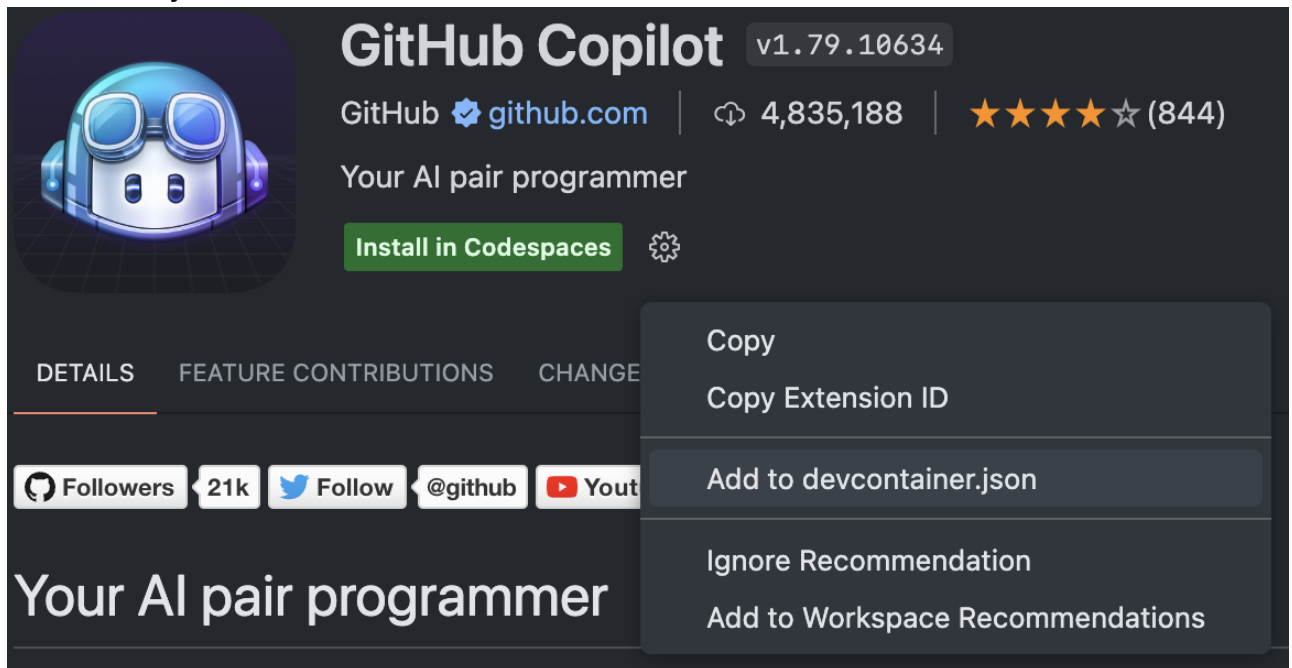 GitHub Copilot v1.79.10634
GitHub github.com 4,835,188 (844)
Your AI pair programmer
Install in Codespaces
DETAILS FEATURE CONTRIBUTIONS CHANGE
Copy
Copy Extension ID
Add to devcontainer.json
Ignore Recommendation
Add to Workspace Recommendations
Followers 21k Follow @github Yout
Your AI pair programmer